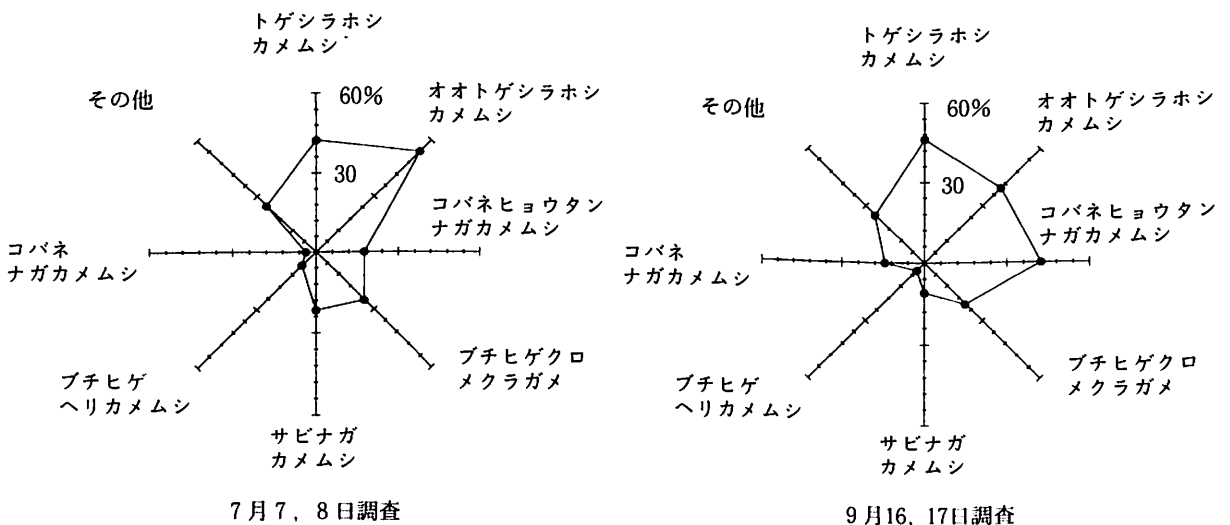 トゲシラホシ
カメムシ
その他
60%
オオトゲシラホシ
カメムシ
30
コバネヒョウタン
ナガカメムシ
コバネ
ナガカメムシ
ブチヒゲ
ヘリカメムシ
ブチヒゲクロ
メクラガメ
サビナガ
カメムシ
7月7，8日調査
トゲシラホシ
カメムシ
その他
60%
オオトゲシラホシ
カメムシ
30
コバネヒョウタン
ナガカメムシ
コバネ
ナガカメムシ
ブチヒゲ
ヘリカメムシ
ブチヒゲクロ
メクラガメ
サビナガ
カメムシ
9月16，17日調査